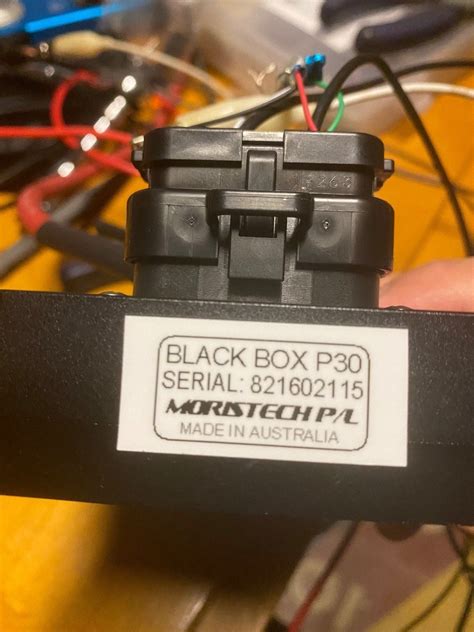 BLACK BOX P30
SERIAL: 821602115
MORISTECH P/L
MADE IN AUSTRALIA